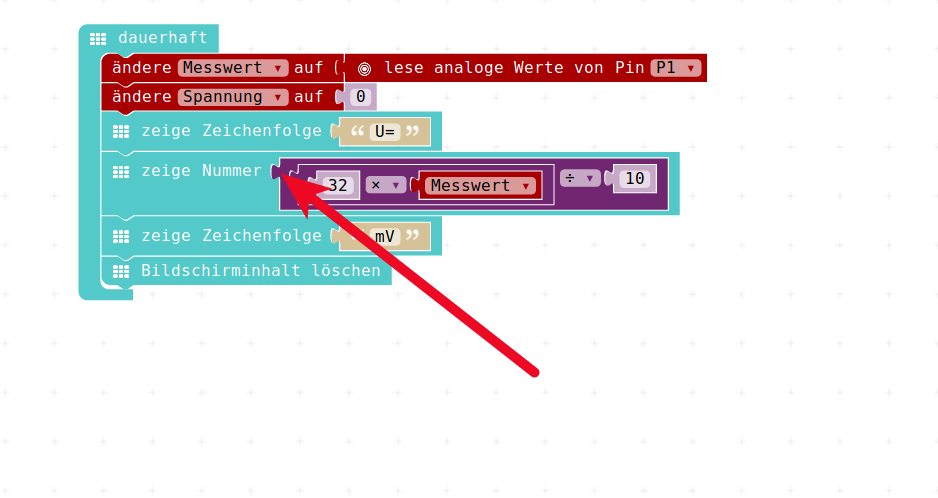 dauerhaft
ändere Messwert auf lese analoge Werte von Pin P1
ändere Spannung auf 0
zeige Zeichenfolge “ U= ”
zeige Nummer 32 × Messwert ÷ 10
zeige Zeichenfolge “ mV ”
Bildschirminhalt löschen